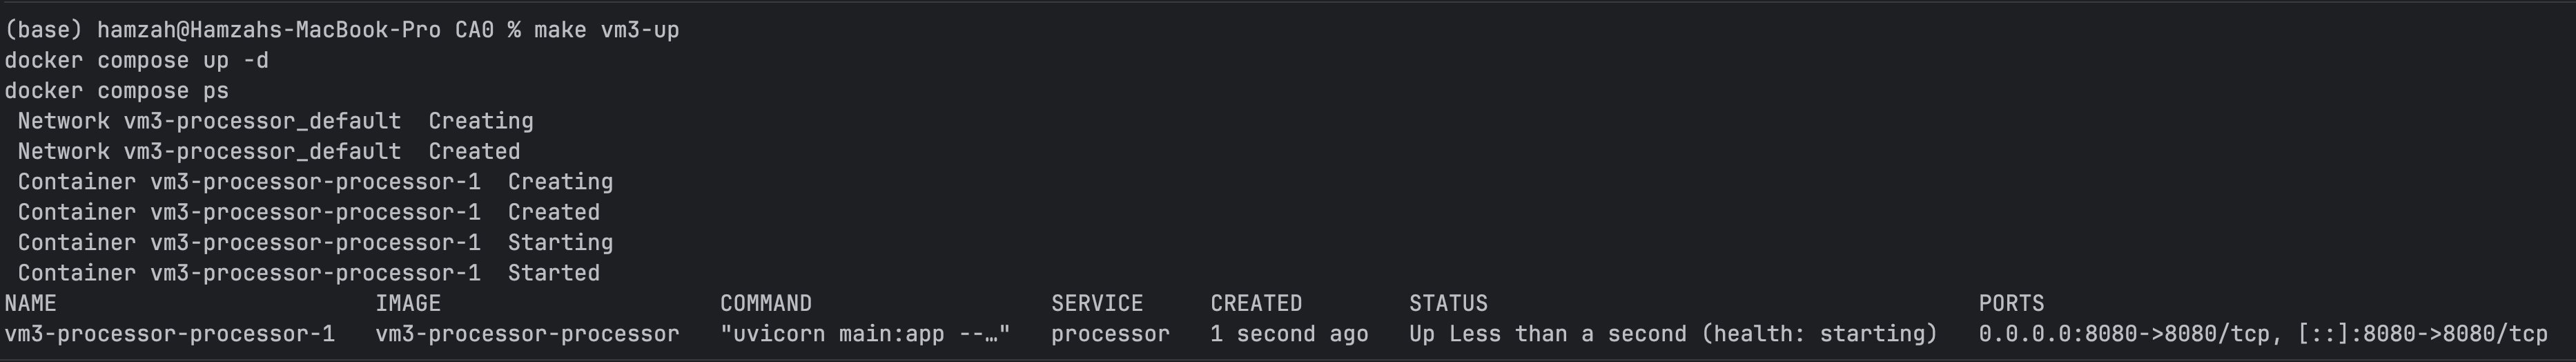 (base) hamzah@Hamzahs-MacBook-Pro CA0 % make vm3-up
docker compose up -d
docker compose ps
 Network vm3-processor_default  Creating
 Network vm3-processor_default  Created
 Container vm3-processor-processor-1  Creating
 Container vm3-processor-processor-1  Created
 Container vm3-processor-processor-1  Starting
 Container vm3-processor-processor-1  Started
NAME                        IMAGE                     COMMAND                  SERVICE     CREATED        STATUS                                     PORTS
vm3-processor-processor-1   vm3-processor-processor   "uvicorn main:app --…"   processor   1 second ago   Up Less than a second (health: starting)   0.0.0.0:8080->8080/tcp, [::]:8080->8080/tcp